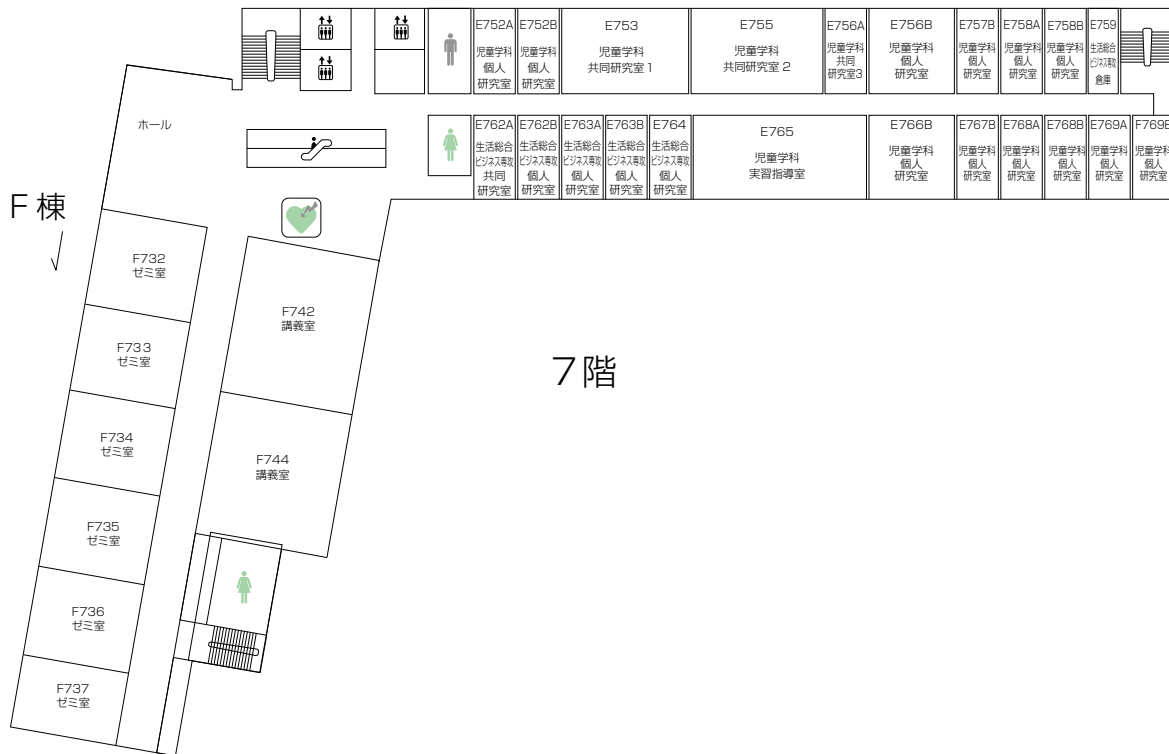 E752A
児童学科
個人
研究室
E752B
児童学科
個人
研究室
E753
児童学科
共同研究室1
E755
児童学科
共同研究室2
E756A
児童学科
共同
研究室3
E756B
児童学科
個人
研究室
E757B
児童学科
個人
研究室
E758A
児童学科
個人
研究室
E758B
児童学科
個人
研究室
E759
生活総合
ビジネス専攻
倉庫
ホール
E762A
生活総合
ビジネス専攻
共同
研究室
E762B
生活総合
ビジネス専攻
個人
研究室
E763A
生活総合
ビジネス専攻
個人
研究室
E763B
生活総合
ビジネス専攻
個人
研究室
E764
生活総合
ビジネス専攻
個人
研究室
E765
児童学科
実習指導室
E766B
児童学科
個人
研究室
E767B
児童学科
個人
研究室
E768A
児童学科
個人
研究室
E768B
児童学科
個人
研究室
E769A
児童学科
個人
研究室
F769B
児童学科
個人
研究室
F棟
F732
ゼミ室
F742
講義室
F733
ゼミ室
7階
F734
ゼミ室
F744
講義室
F735
ゼミ室
F736
ゼミ室
F737
ゼミ室